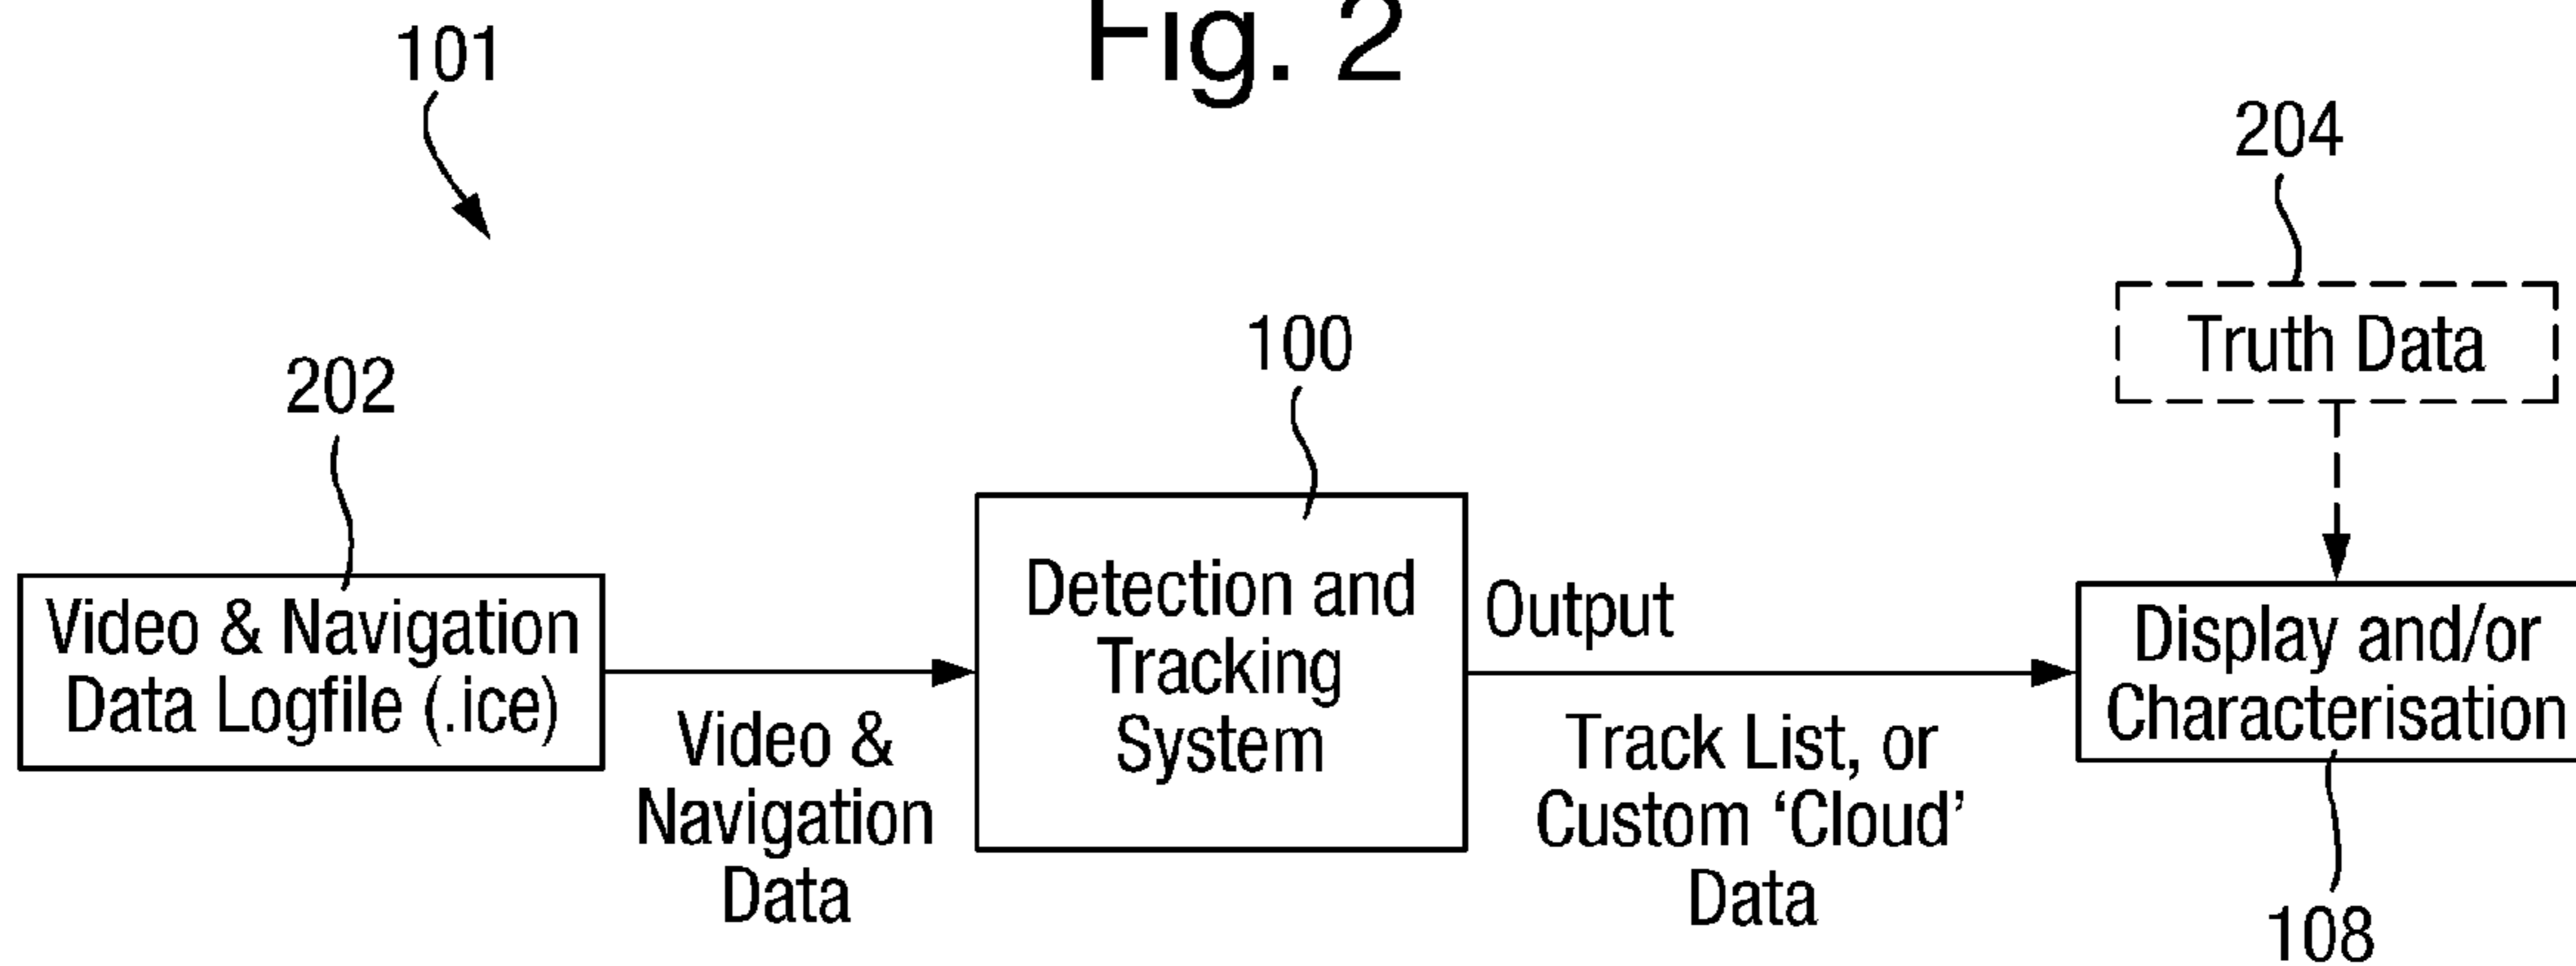 Fig. 2
101
204
Truth Data
100
202
Video & Navigation
Data Logfile (.ice)
Video &
Navigation
Data
Detection and
Tracking
System
Output
Track List, or
Custom ‘Cloud’
Data
Display and/or
Characterisation
108